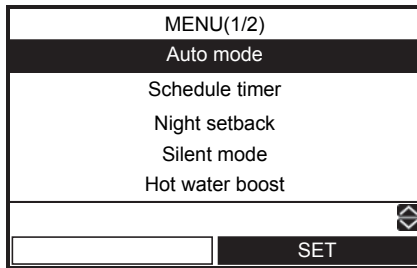 MENU(1/2)
Auto mode
Schedule timer
Night setback
Silent mode
Hot water boost
SET